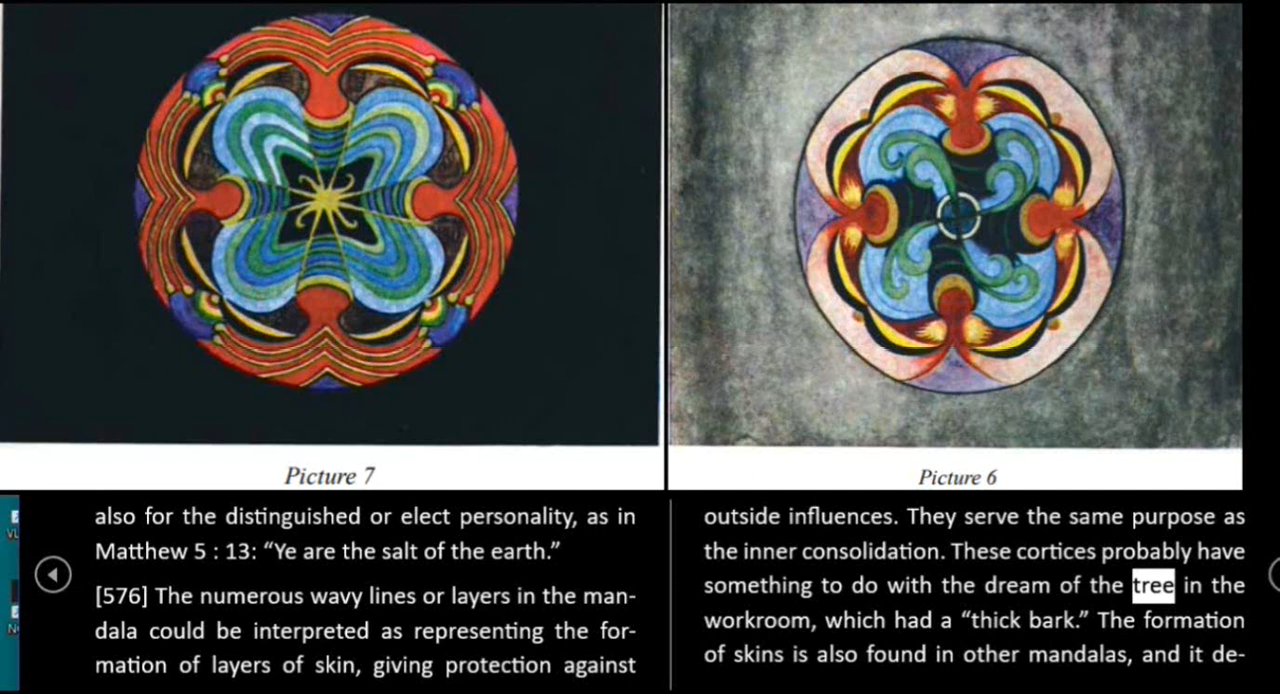 Picture 7
Picture 6
also for the distinguished or elect personality, as in
Matthew 5 : 13: “Ye are the salt of the earth.”
[576] The numerous wavy lines or layers in the man-
dala could be interpreted as representing the for-
mation of layers of skin, giving protection against
outside influences. They serve the same purpose as
the inner consolidation. These cortices probably have
something to do with the dream of the tree in the
workroom, which had a “thick bark.” The formation
of skins is also found in other mandalas, and it de-